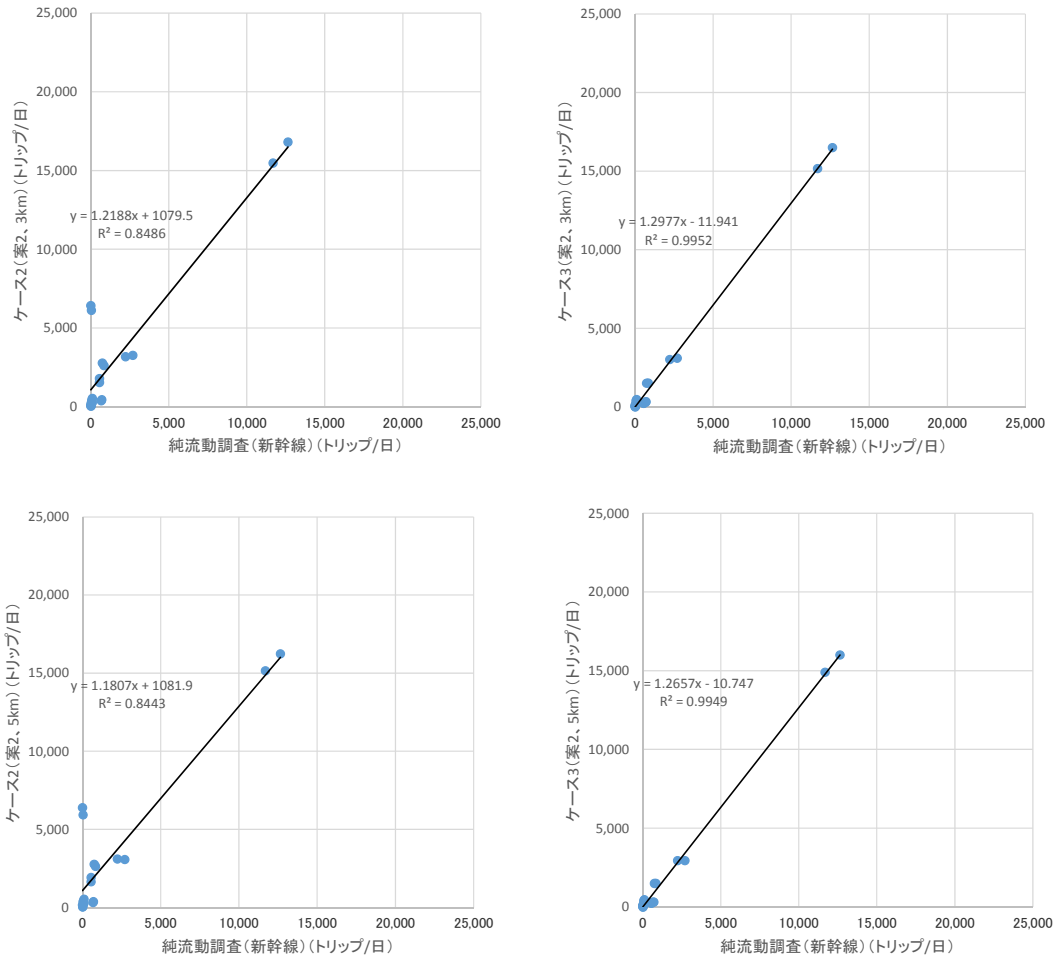 25,000
20,000
15,000
10,000
5,000
0
ケース2(案2、3km)(トリップ/日)
y = 1.2188x + 1079.5
R² = 0.8486
0 5,000 10,000 15,000 20,000 25,000
純流動調査(新幹線)(トリップ/日)
25,000
20,000
15,000
10,000
5,000
0
ケース3(案2、3km)(トリップ/日)
y = 1.2977x - 11.941
R² = 0.9952
0 5,000 10,000 15,000 20,000 25,000
純流動調査(新幹線)(トリップ/日)
25,000
20,000
15,000
10,000
5,000
0
ケース2(案2、5km)(トリップ/日)
y = 1.1807x + 1081.9
R² = 0.8443
0 5,000 10,000 15,000 20,000 25,000
純流動調査(新幹線)(トリップ/日)
25,000
20,000
15,000
10,000
5,000
0
ケース3(案2、5km)(トリップ/日)
y = 1.2657x - 10.747
R² = 0.9949
0 5,000 10,000 15,000 20,000 25,000
純流動調査(新幹線)(トリップ/日)